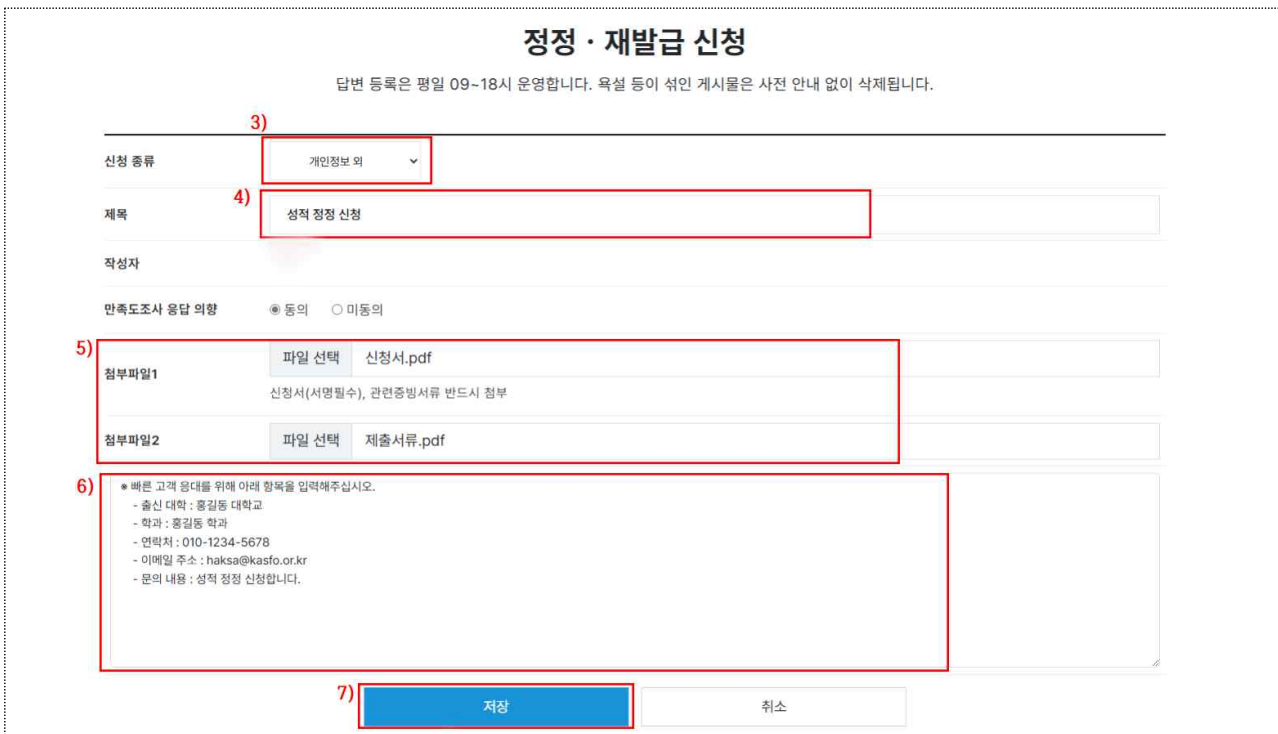 정정 · 재발급 신청
답변 등록은 평일 09~18시 운영합니다. 욕설 등이 섞인 게시물은 사전 안내 없이 삭제됩니다.
3)
신청 종류 개인정보 외
4)
제목 성적 정정 신청
작성자
만족도조사 응답 의향 동의 미동의
5)
첨부파일1 파일 선택 신청서.pdf
신청서(서명필수), 관련증빙서류 반드시 첨부
첨부파일2 파일 선택 제출서류.pdf
6)
※ 빠른 고객 응대를 위해 아래 항목을 입력해주십시오.
- 출신 대학 : 홍길동 대학교
- 학과 : 홍길동 학과
- 연락처 : 010-1234-5678
- 이메일 주소 : haksa@kasfo.or.kr
- 문의 내용 : 성적 정정 신청합니다.
7)
저장 취소